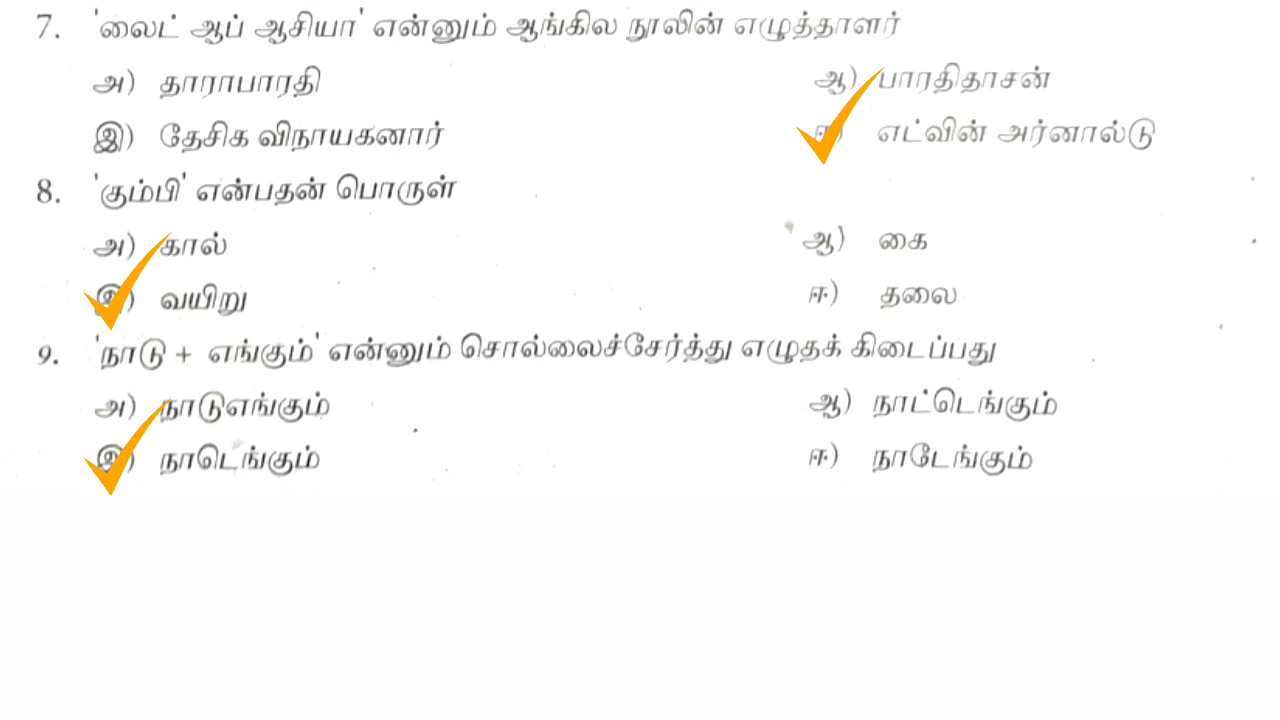 7. 'லைட் ஆப் ஆசியா' என்னும் ஆங்கில நூலின் எழுத்தாளர்
அ) தாராபாரதி ஆ) பாரதிதாசன்
இ) தேசிக விநாயகனார் ஈ) எட்வின் அர்னால்டு
8. 'கும்பி' என்பதன் பொருள்
அ) கால் ஆ) கை
இ) வயிறு ஈ) தலை
9. 'நாடு + எங்கும்' என்னும் சொல்லைச்சேர்த்து எழுதக் கிடைப்பது
அ) நாடுஎங்கும் ஆ) நாட்டெங்கும்
இ) நாடெங்கும் ஈ) நாடேங்கும்